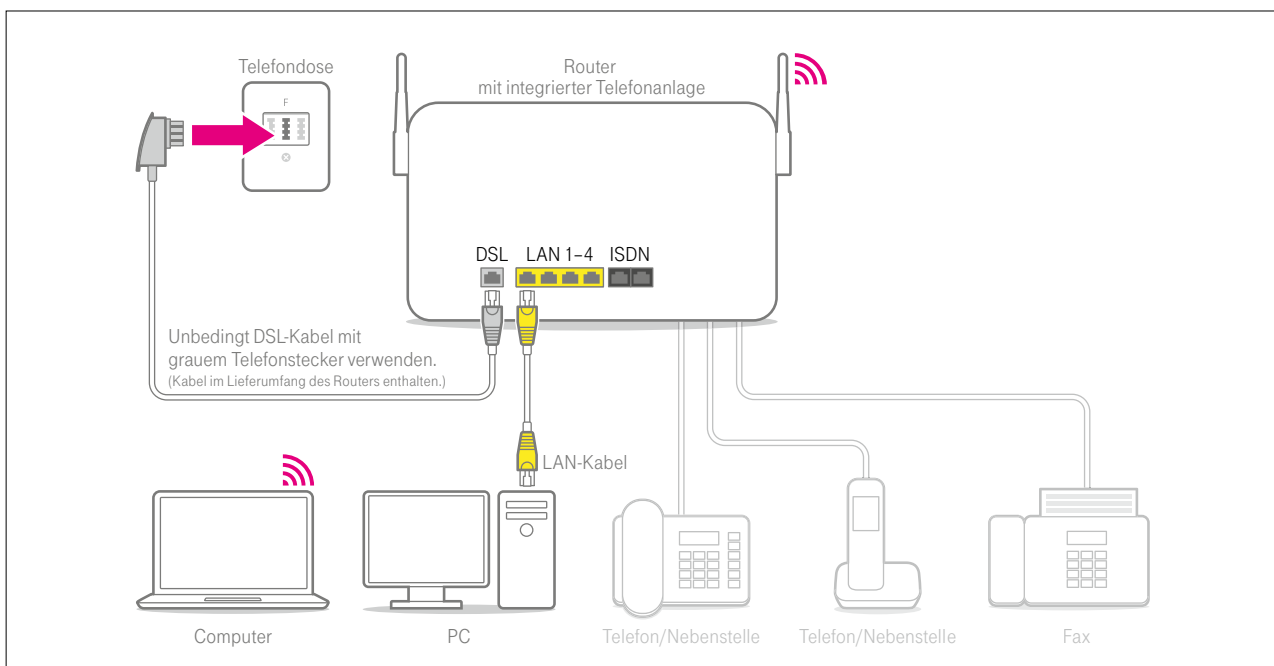 Telefondose
F
Router
mit integrierter Telefonanlage
DSL LAN 1–4 ISDN
Unbedingt DSL-Kabel mit
grauem Telefonstecker verwenden.
(Kabel im Lieferumfang des Routers enthalten.)
LAN-Kabel
Computer
PC
Telefon/Nebenstelle
Telefon/Nebenstelle
Fax